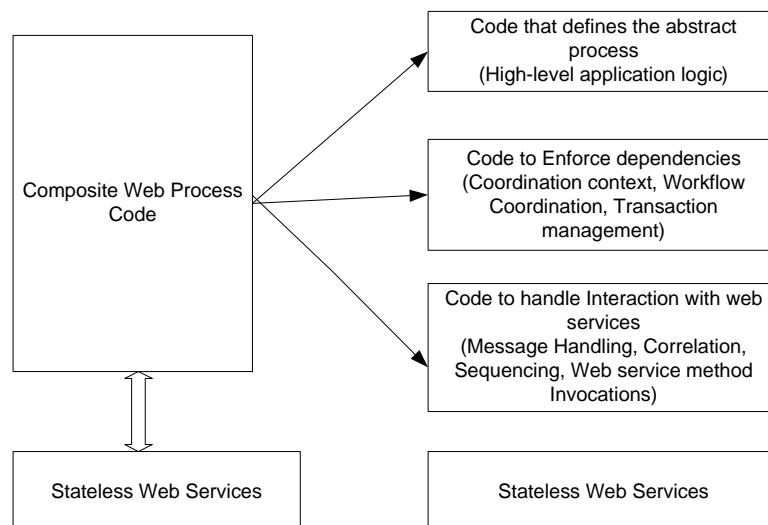 Composite Web Process
Code
Code that defines the abstract
process
(High-level application logic)
Code to Enforce dependencies
(Coordination context, Workflow
Coordination, Transaction
management)
Code to handle Interaction with web
services
(Message Handling, Correlation,
Sequencing, Web service method
Invocations)
Stateless Web Services
Stateless Web Services